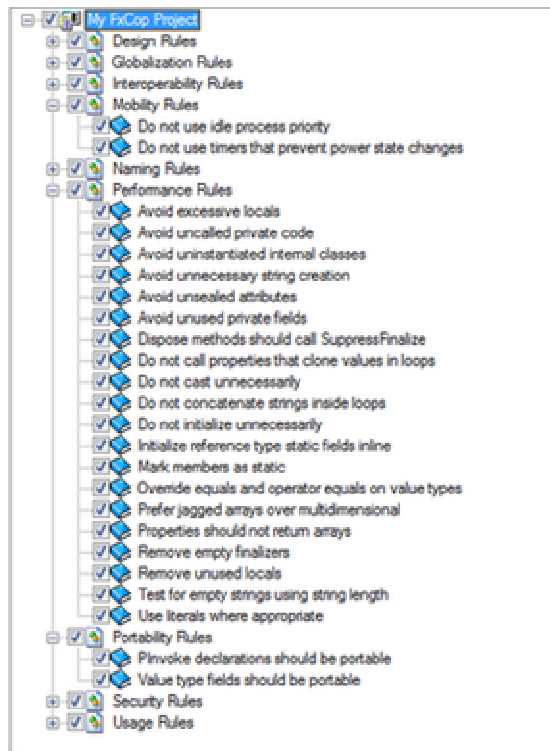 My FxCop Project
Design Rules
Globalization Rules
Interoperability Rules
Mobility Rules
Do not use idle process priority
Do not use timers that prevent power state changes
Naming Rules
Performance Rules
Avoid excessive locals
Avoid uncalled private code
Avoid uninstantiated internal classes
Avoid unnecessary string creation
Avoid unsealed attributes
Avoid unused private fields
Dispose methods should call SuppressFinalize
Do not call properties that clone values in loops
Do not cast unnecessarily
Do not concatenate strings inside loops
Do not initialize unnecessarily
Initialize reference type static fields inline
Mark members as static
Override equals and operator equals on value types
Prefer jagged arrays over multidimensional
Properties should not return arrays
Remove empty finalizers
Remove unused locals
Test for empty strings using string length
Use literals where appropriate
Portability Rules
PInvoke declarations should be portable
Value type fields should be portable
Security Rules
Usage Rules